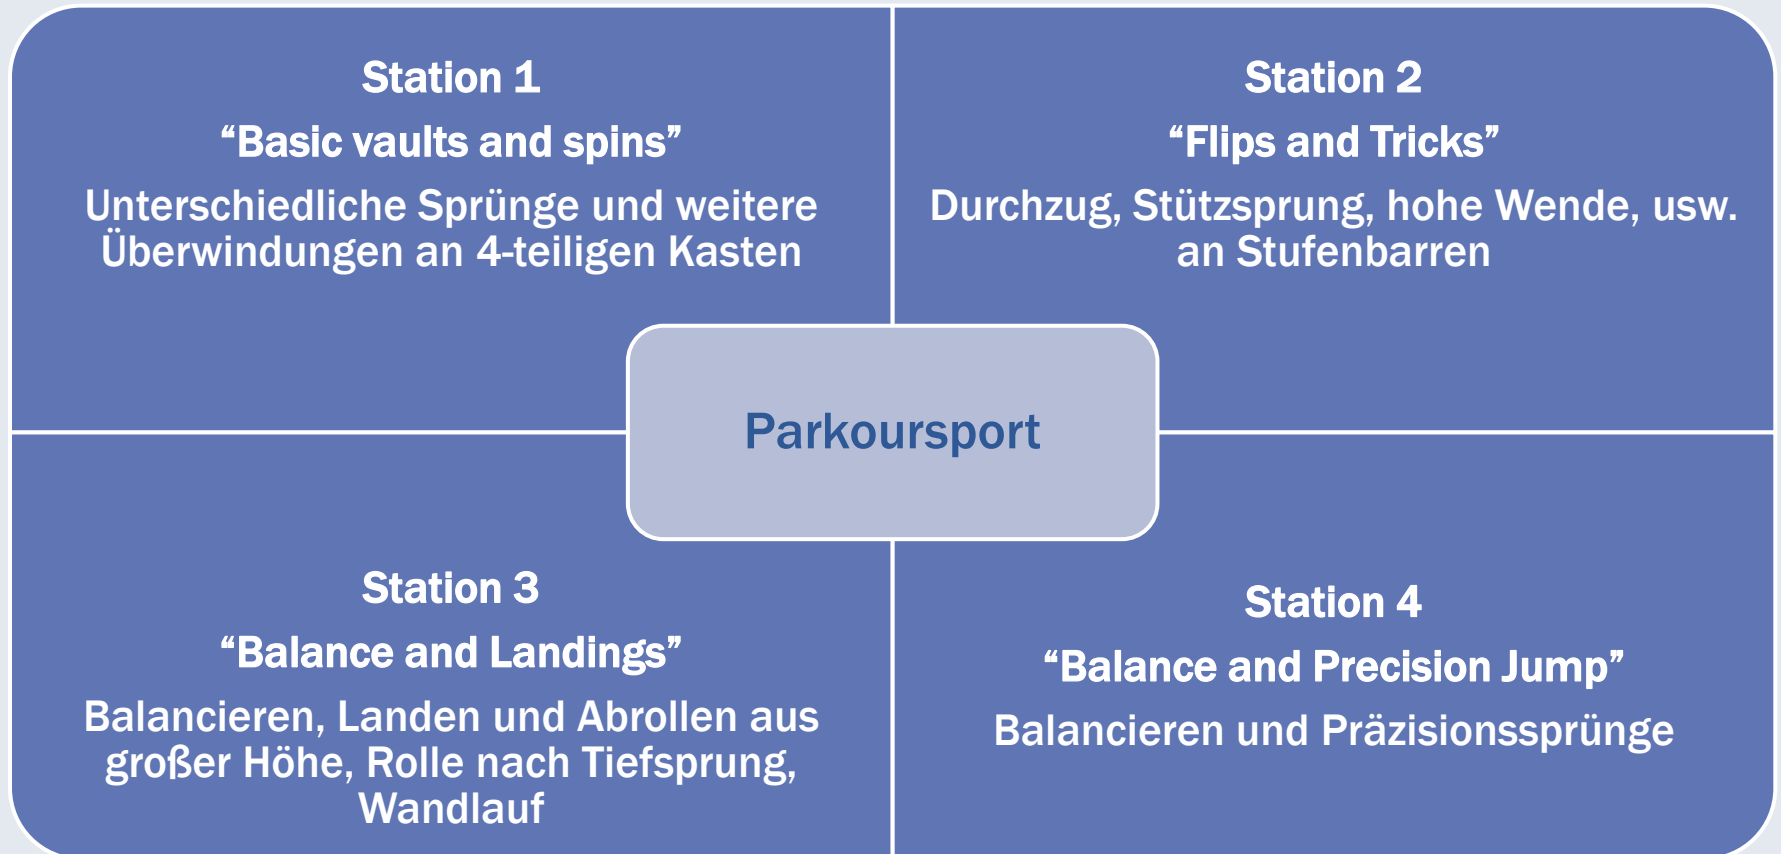 Station 1
“Basic vaults and spins”
Unterschiedliche Sprünge und weitere
Überwindungen an 4-teiligen Kasten
Station 2
“Flips and Tricks”
Durchzug, Stützsprung, hohe Wende, usw.
an Stufenbarren
Parkoursport
Station 3
“Balance and Landings”
Balancieren, Landen und Abrollen aus
großer Höhe, Rolle nach Tiefsprung,
Wandlauf
Station 4
“Balance and Precision Jump”
Balancieren und Präzisionssprünge